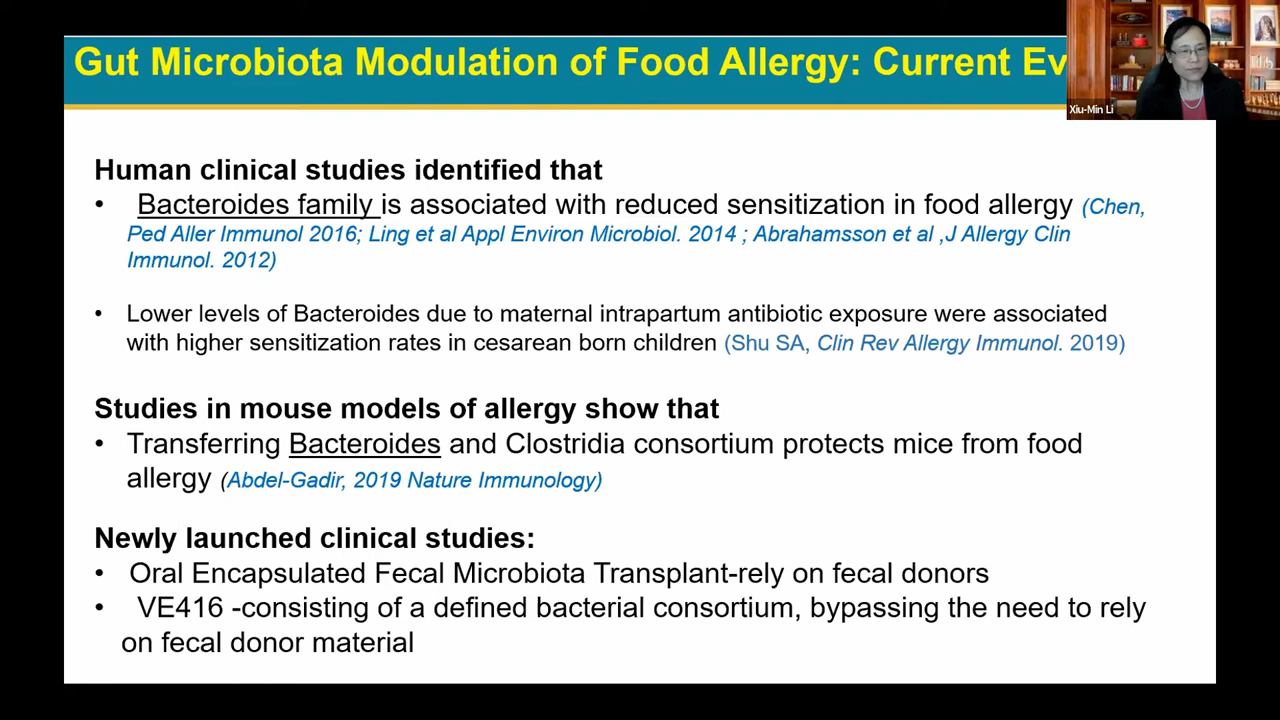 Gut Microbiota Modulation of Food Allergy: Current Ev
Xiu-Min Li
Human clinical studies identified that
• Bacteroides family is associated with reduced sensitization in food allergy (Chen,
Ped Aller Immunol 2016; Ling et al Appl Environ Microbiol. 2014 ; Abrahamsson et al ,J Allergy Clin
Immunol. 2012)
• Lower levels of Bacteroides due to maternal intrapartum antibiotic exposure were associated
with higher sensitization rates in cesarean born children (Shu SA, Clin Rev Allergy Immunol. 2019)
Studies in mouse models of allergy show that
• Transferring Bacteroides and Clostridia consortium protects mice from food
allergy (Abdel-Gadir, 2019 Nature Immunology)
Newly launched clinical studies:
• Oral Encapsulated Fecal Microbiota Transplant-rely on fecal donors
• VE416 -consisting of a defined bacterial consortium, bypassing the need to rely
on fecal donor material